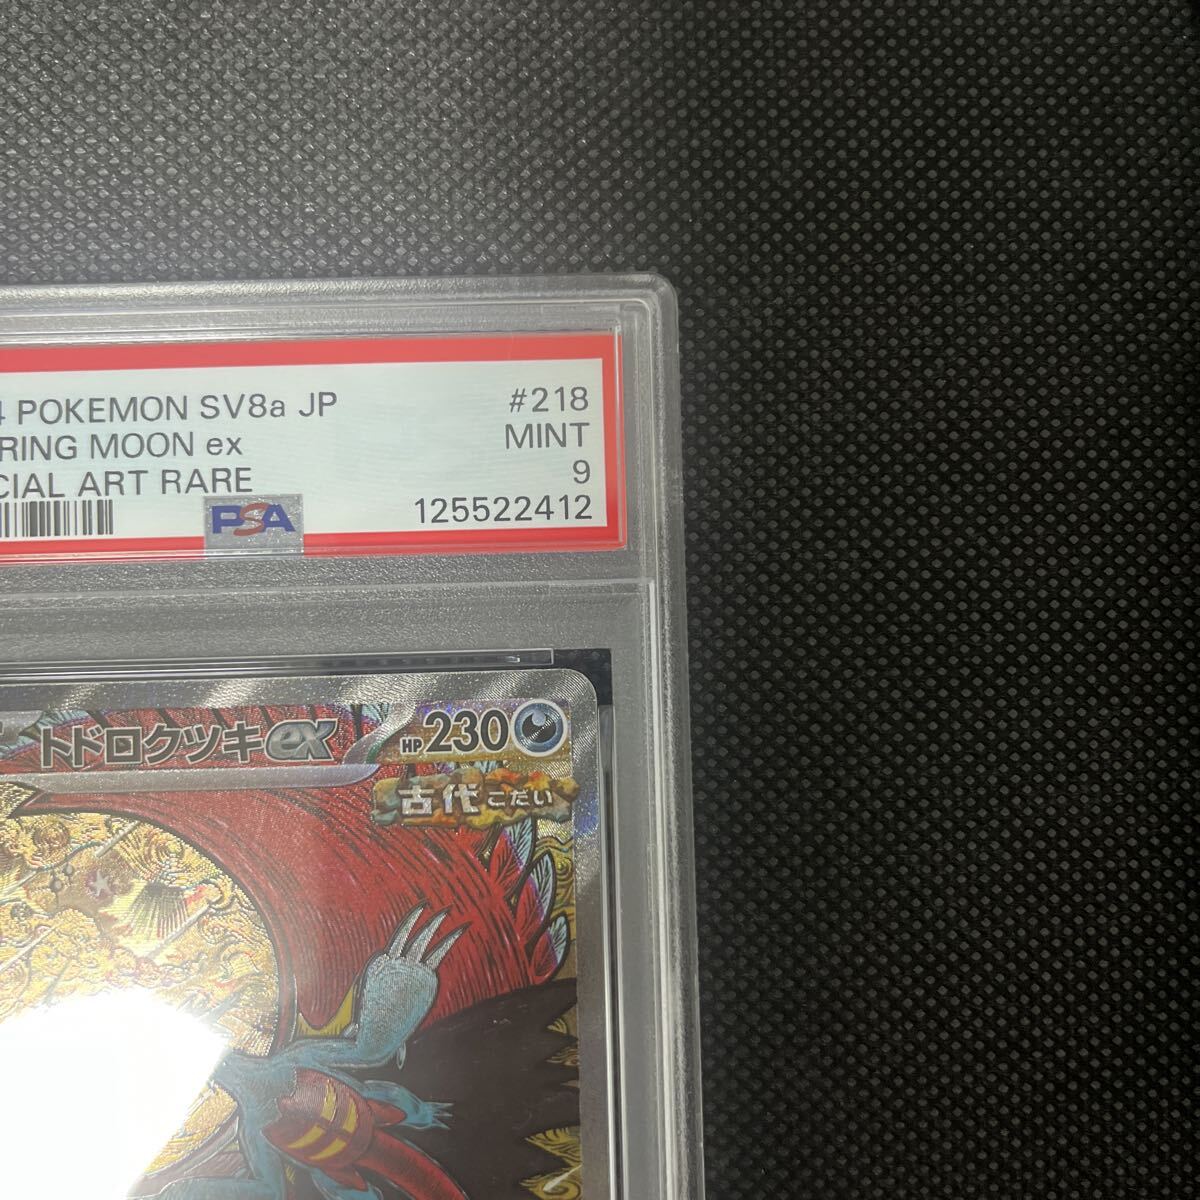 4 POKEMON SV8a JP #218
RING MOON ex MINT
CIAL ART RARE 9
PSA 125522412
トドロクツキex HP230
古代 こだい